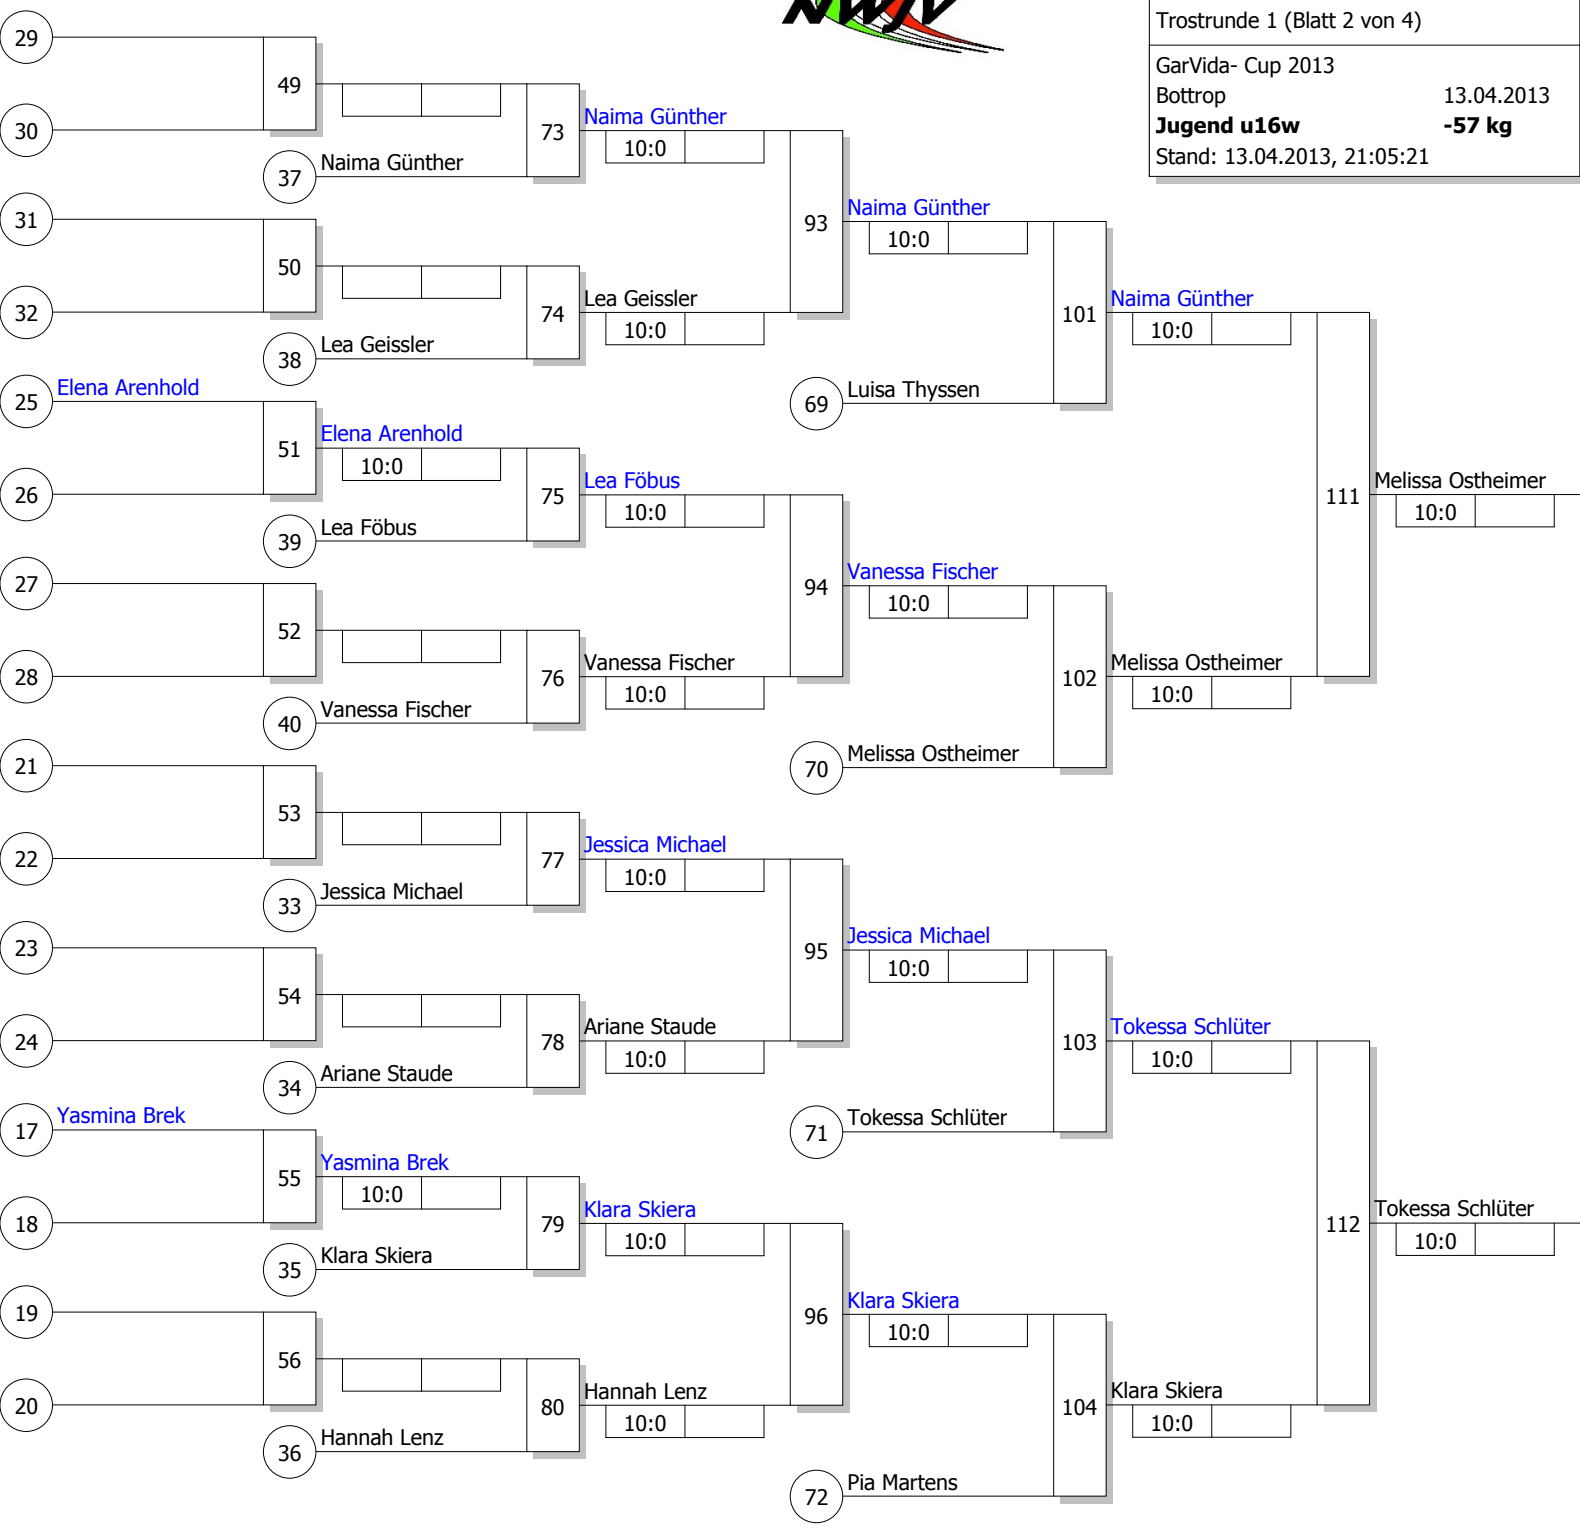 NWJV
Trostrunde 1 (Blatt 2 von 4)
GarVida- Cup 2013
Bottrop 13.04.2013
Jugend u16w -57 kg
Stand: 13.04.2013, 21:05:21
29
49
30
73
Naima Günther
10:0
37
Naima Günther
31
93
Naima Günther
10:0
50
32
74
Lea Geissler
10:0
38
Lea Geissler
101
Naima Günther
10:0
25
Elena Arenhold
69
Luisa Thyssen
51
Elena Arenhold
10:0
26
75
Lea Föbus
10:0
39
Lea Föbus
111
Melissa Ostheimer
10:0
27
94
Vanessa Fischer
10:0
52
28
76
Vanessa Fischer
10:0
40
Vanessa Fischer
102
Melissa Ostheimer
10:0
21
70
Melissa Ostheimer
53
22
77
Jessica Michael
10:0
33
Jessica Michael
23
95
Jessica Michael
10:0
54
24
78
Ariane Staude
10:0
34
Ariane Staude
103
Tokessa Schlüter
10:0
17
Yasmina Brek
71
Tokessa Schlüter
55
Yasmina Brek
10:0
18
79
Klara Skiera
10:0
35
Klara Skiera
112
Tokessa Schlüter
10:0
19
96
Klara Skiera
10:0
56
20
80
Hannah Lenz
10:0
36
Hannah Lenz
104
Klara Skiera
10:0
72
Pia Martens